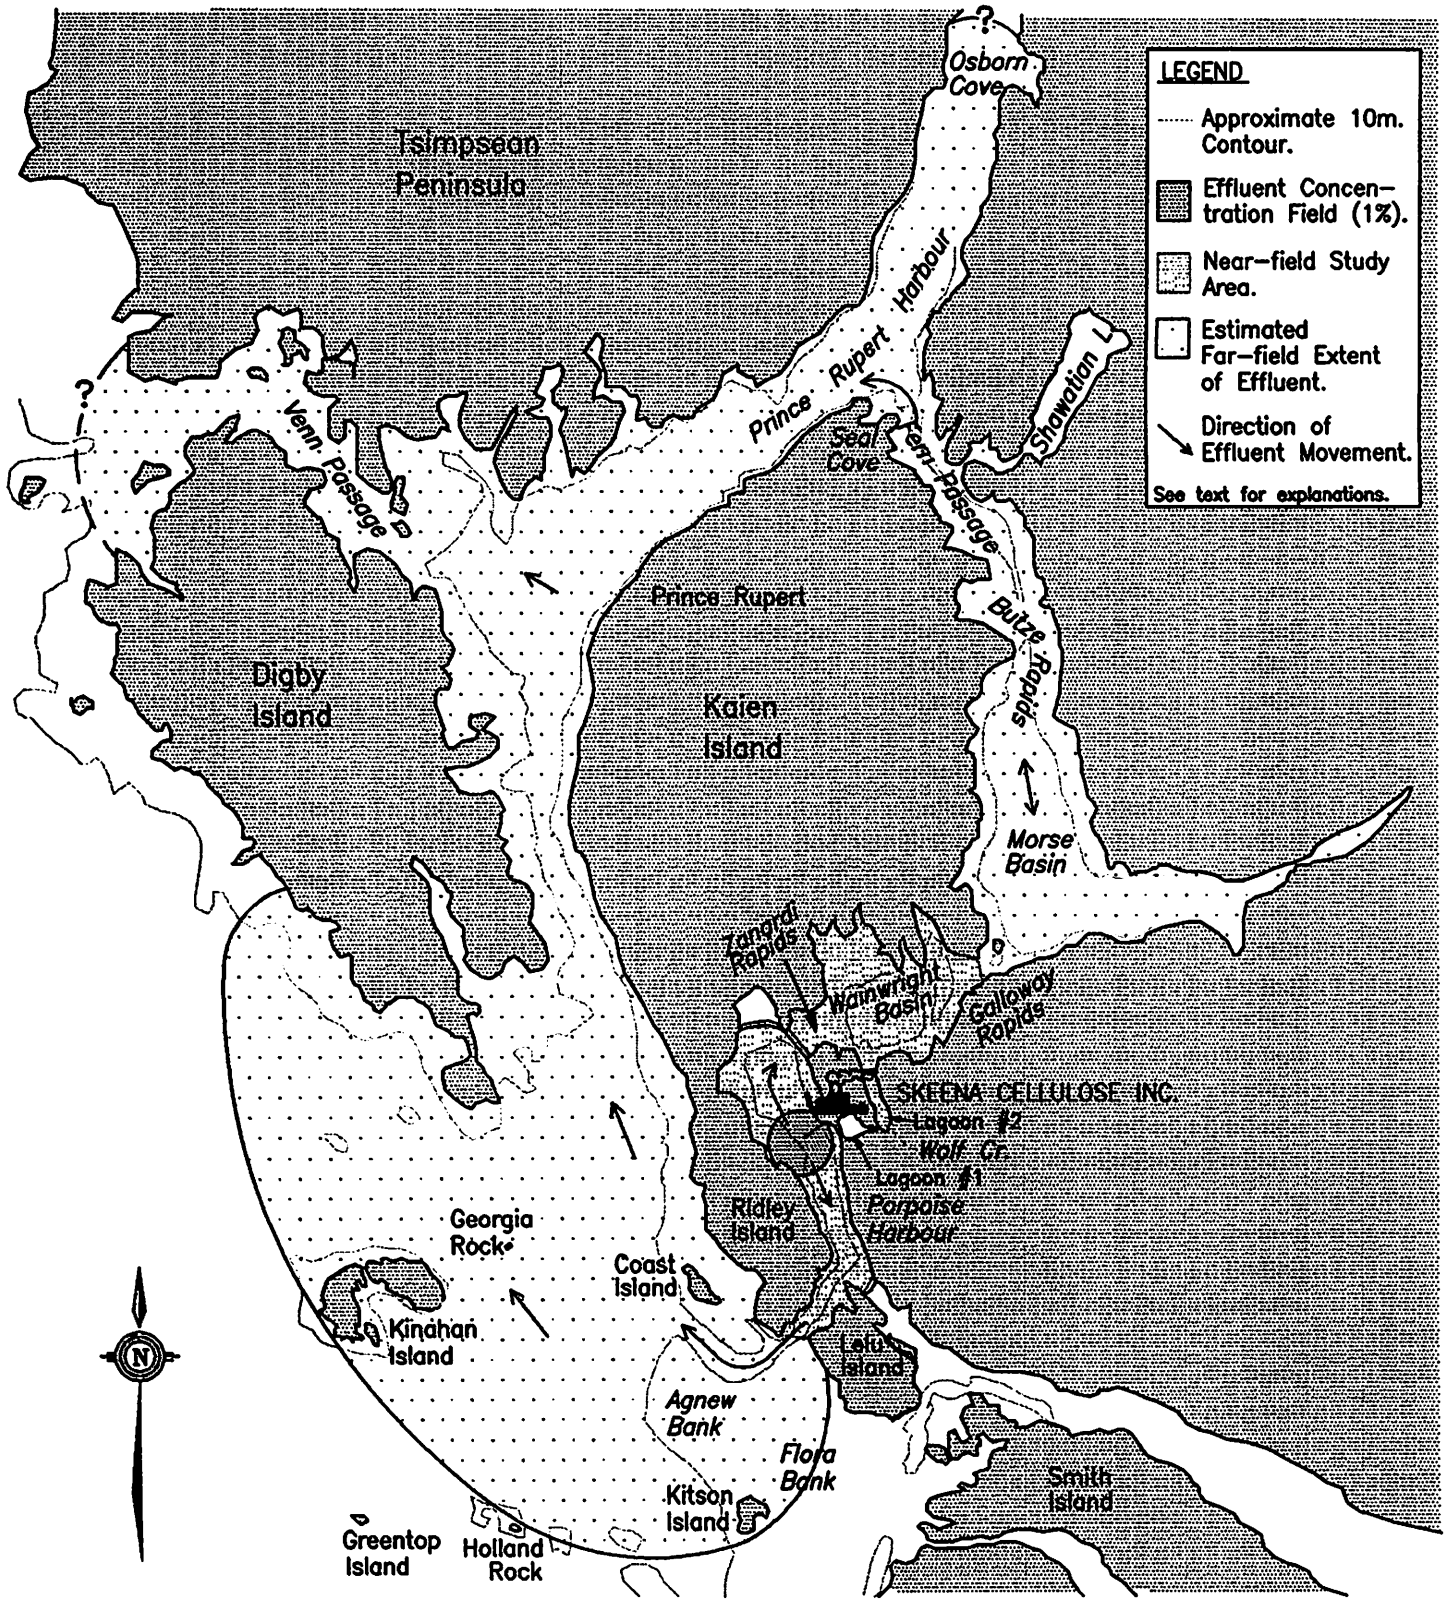 ?
Osborn
Cove
LEGEND
Approximate 10m.
Contour.
Effluent Concen-
tration Field (1%).
Near-field Study
Area.
Estimated
Far-field Extent
of Effluent.
Direction of
Effluent Movement.
See text for explanations.
Tsimpsean
Peninsula
Prince Rupert Harbour
Shawatlan L.
?
Venn Passage
Seal
Cove
Fern Passage
Prince Rupert
Butze Rapids
Digby
Island
Kaien
Island
Morse
Basin
Zanardi
Rapids
Wainwright
Basin
Galloway
Rapids
SKEENA CELLULOSE INC.
Lagoon #2
Wolf Cr.
Lagoon #1
Ridley
Island
Porpoise
Harbour
Georgia
Rock
Coast
Island
Kinahan
Island
Lelu
Island
N
Agnew
Bank
Flora
Bank
Kitson
Island
Smith
Island
Greentop
Island
Holland
Rock